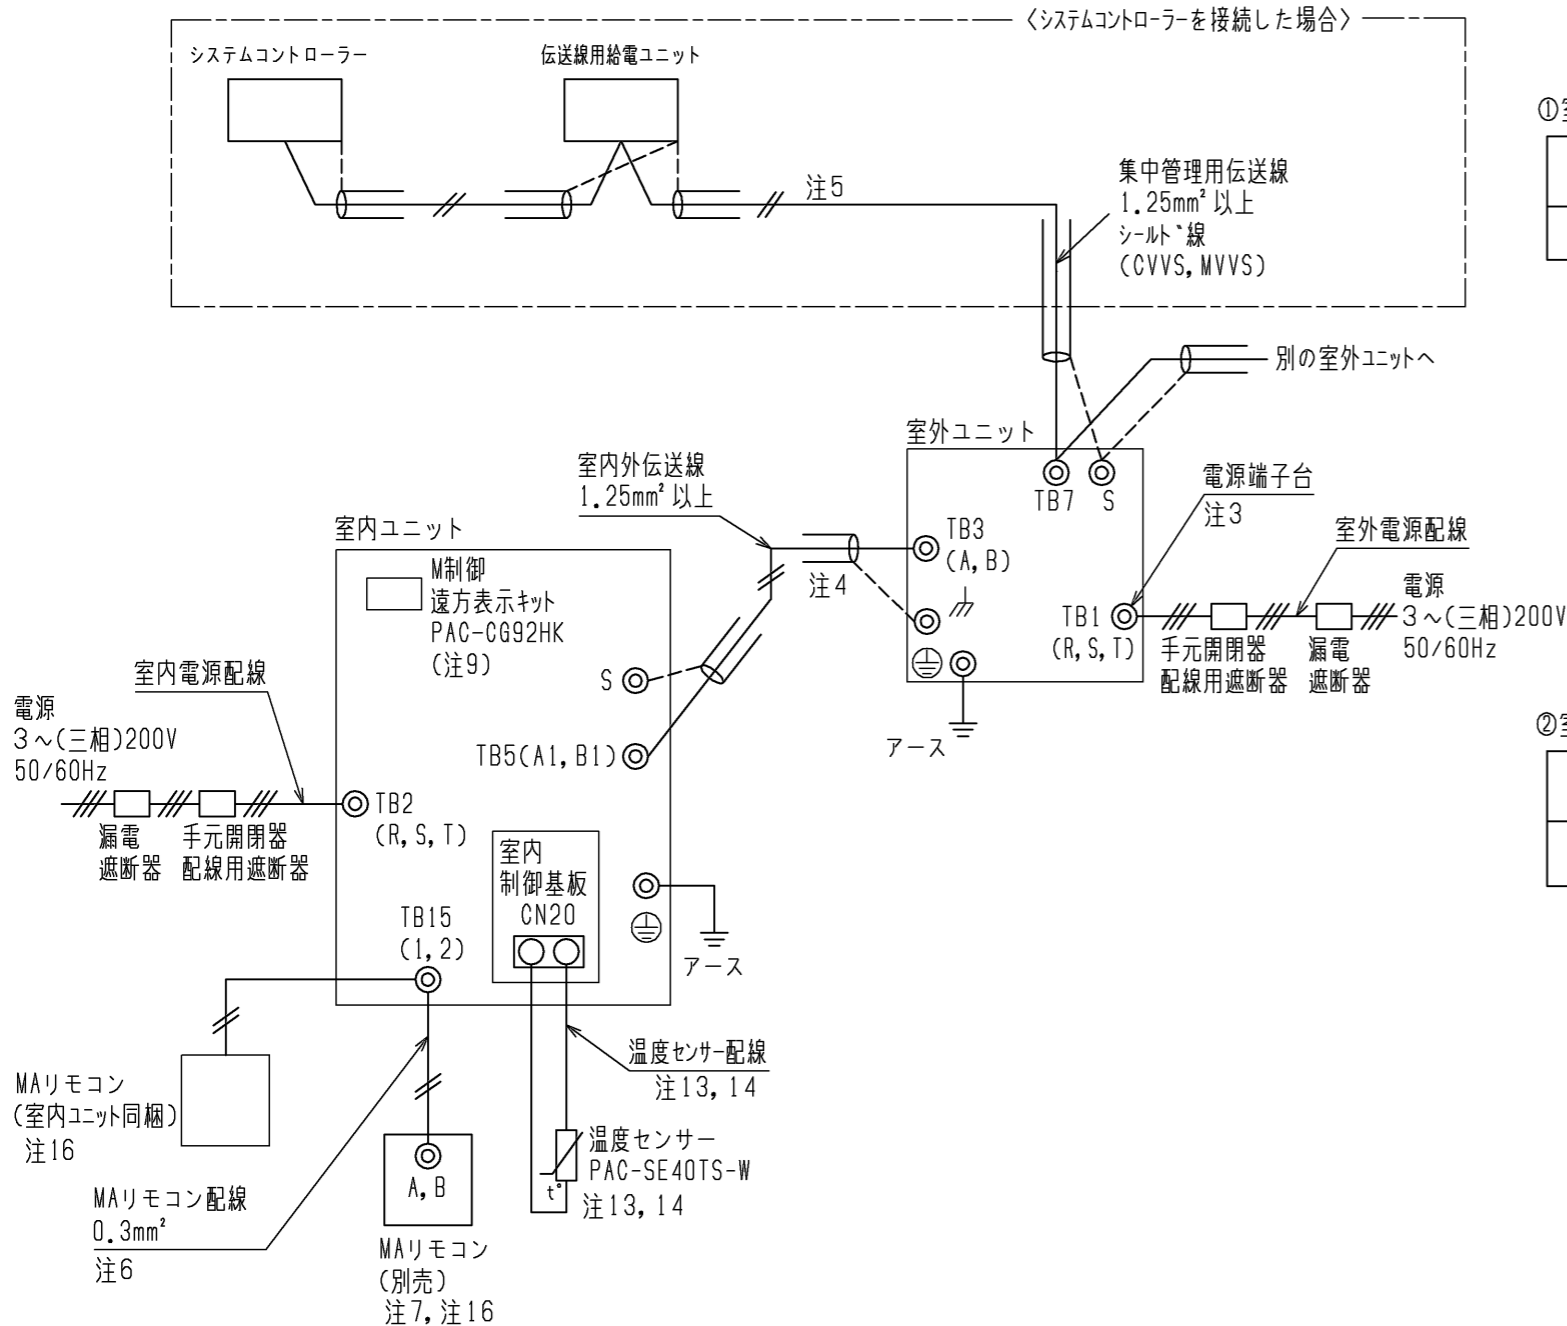 〈システムコントローラーを接続した場合〉
システムコントローラー
伝送線用給電ユニット
注5
集中管理用伝送線
1.25mm²以上
シールド線
(CVVS,MVVS)
①室
別の室外ユニットへ
室外ユニット
TB7
S
室内外伝送線
1.25mm²以上
電源端子台
注3
TB3
(A,B)
室外電源配線
注4
TB1
(R,S,T)
電源
3～(三相)200V
50/60Hz
手元開閉器
配線用遮断器
漏電
遮断器
アース
室内ユニット
M制御
遠方表示キット
PAC-CG92HK
(注9)
S
TB5(A1,B1)
室内電源配線
電源
3～(三相)200V
50/60Hz
漏電
遮断器
手元開閉器
配線用遮断器
TB2
(R,S,T)
②室
室内
制御基板
CN20
TB15
(1,2)
アース
温度センサー配線
注13,14
MAリモコン
(室内ユニット同梱)
注16
温度センサー
PAC-SE40TS-W
注13,14
t°
A,B
MAリモコン配線
0.3mm²
注6
MAリモコン
(別売)
注7,注16